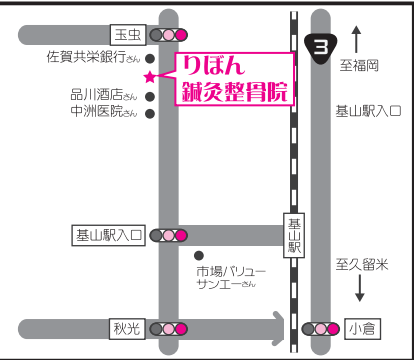 玉虫
佐賀共栄銀行さん
りぼん
鍼灸整骨院
品川酒店さん
中洲医院さん
3
至福岡
基山駅入口
基山駅入口
基山駅
市場バリュー
サンエーさん
至久留米
秋光
小倉